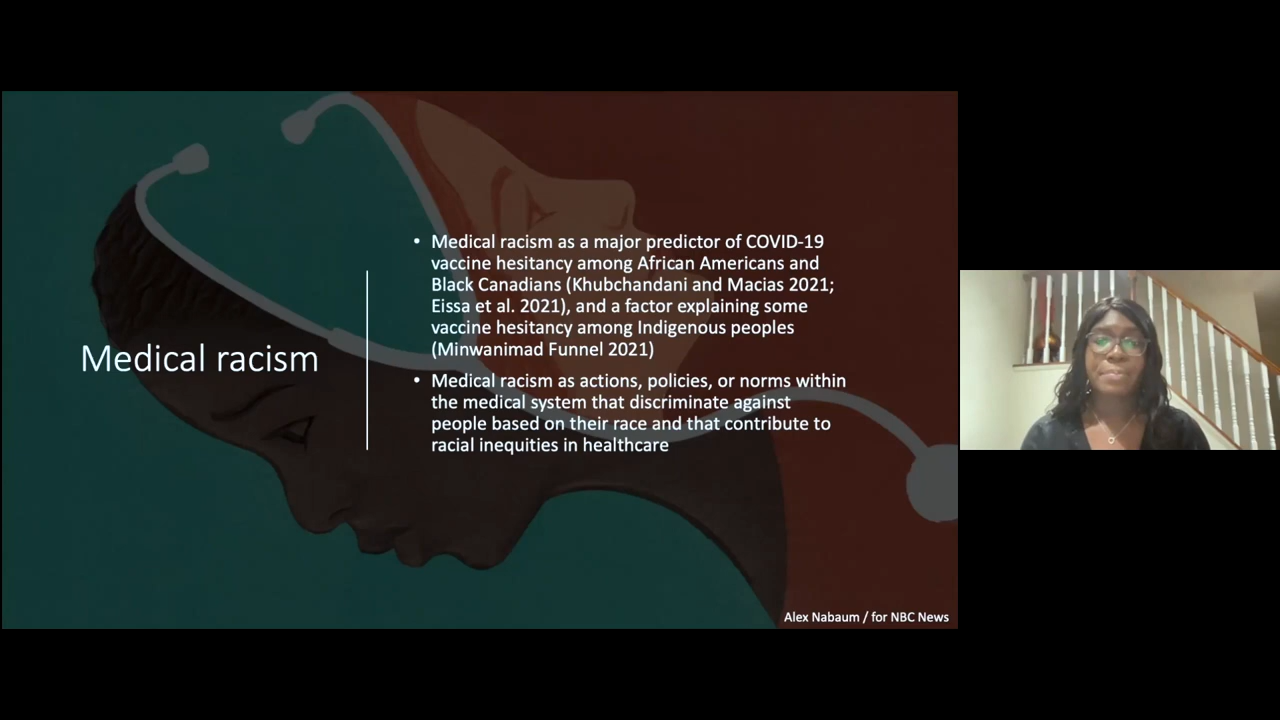 Medical racism
• Medical racism as a major predictor of COVID-19
vaccine hesitancy among African Americans and
Black Canadians (Khubchandani and Macias 2021;
Eissa et al. 2021), and a factor explaining some
vaccine hesitancy among Indigenous peoples
(Minwanimad Funnel 2021)
• Medical racism as actions, policies, or norms within
the medical system that discriminate against
people based on their race and that contribute to
racial inequities in healthcare
Alex Nabaum / for NBC News